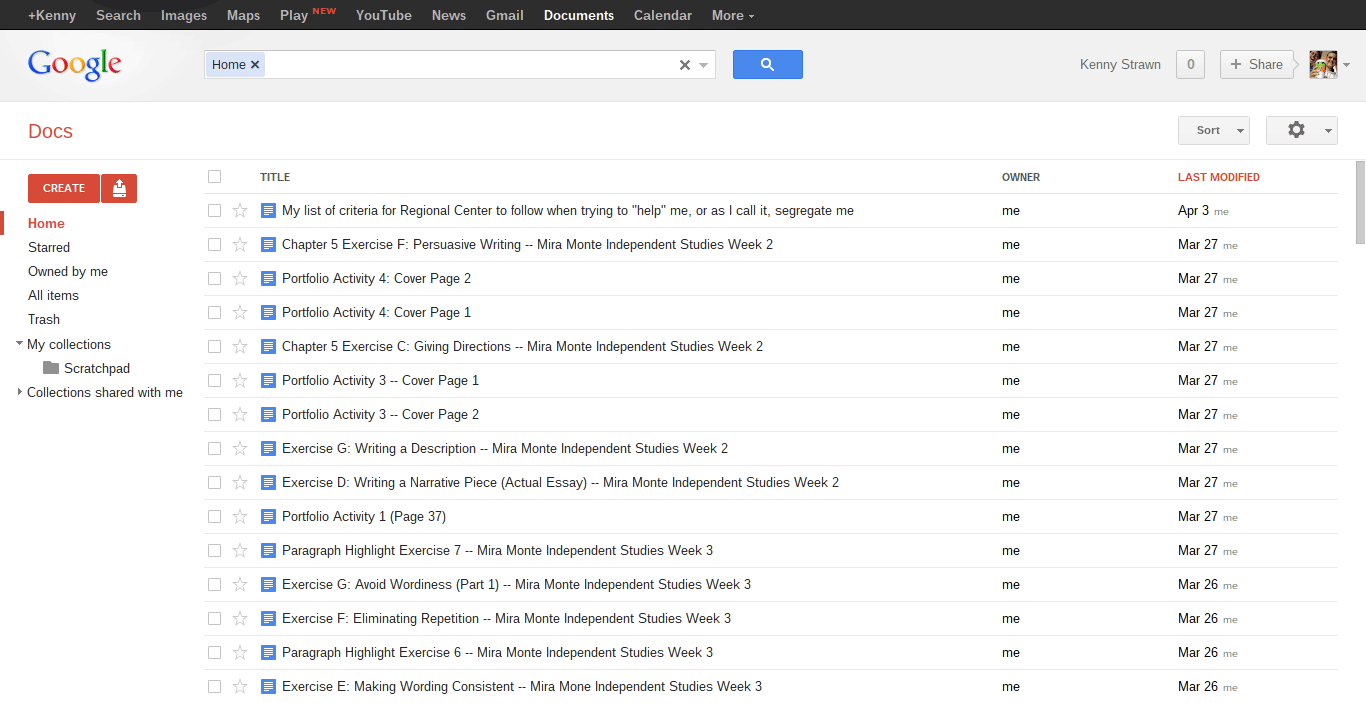 +Kenny Search Images Maps Play NEW YouTube News Gmail Documents Calendar More
Google Home Kenny Strawn 0 + Share
Docs Sort
CREATE
Home
Starred
Owned by me
All items
Trash
My collections
Scratchpad
Collections shared with me
TITLE OWNER LAST MODIFIED
My list of criteria for Regional Center to follow when trying to "help" me, or as I call it, segregate me me Apr 3 me
Chapter 5 Exercise F: Persuasive Writing -- Mira Monte Independent Studies Week 2 me Mar 27 me
Portfolio Activity 4: Cover Page 2 me Mar 27 me
Portfolio Activity 4: Cover Page 1 me Mar 27 me
Chapter 5 Exercise C: Giving Directions -- Mira Monte Independent Studies Week 2 me Mar 27 me
Portfolio Activity 3 -- Cover Page 1 me Mar 27 me
Portfolio Activity 3 -- Cover Page 2 me Mar 27 me
Exercise G: Writing a Description -- Mira Monte Independent Studies Week 2 me Mar 27 me
Exercise D: Writing a Narrative Piece (Actual Essay) -- Mira Monte Independent Studies Week 2 me Mar 27 me
Portfolio Activity 1 (Page 37) me Mar 27 me
Paragraph Highlight Exercise 7 -- Mira Monte Independent Studies Week 3 me Mar 27 me
Exercise G: Avoid Wordiness (Part 1) -- Mira Monte Independent Studies Week 3 me Mar 26 me
Exercise F: Eliminating Repetition -- Mira Monte Independent Studies Week 3 me Mar 26 me
Paragraph Highlight Exercise 6 -- Mira Monte Independent Studies Week 3 me Mar 26 me
Exercise E: Making Wording Consistent -- Mira Mone Independent Studies Week 3 me Mar 26 me